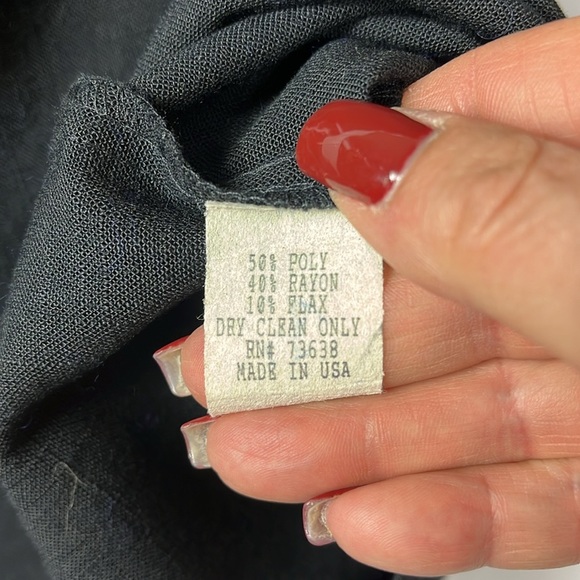 50% POLY
40% RAYON
10% FLAX
DRY CLEAN ONLY
RN# 73638
MADE IN USA